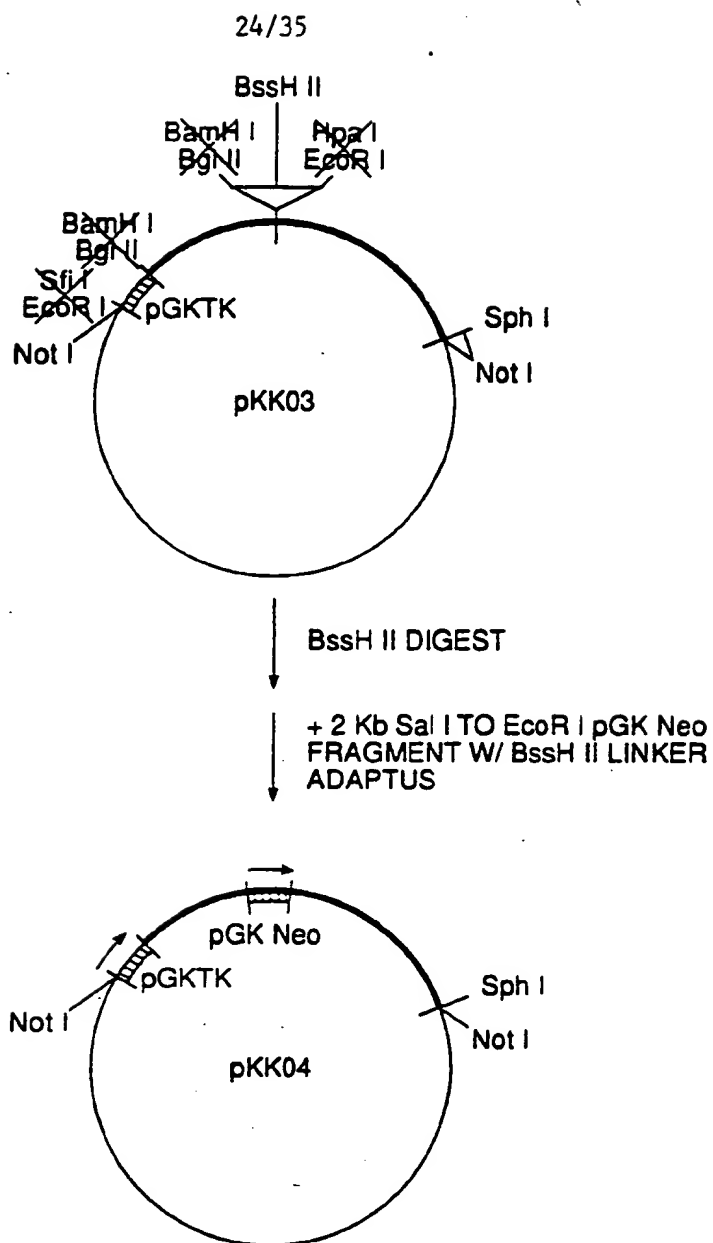 24/35
BssH II
BamH I
Bgl II
Hpa I
EcoR I
BamH I
Bgl II
Sfi I
EcoR I
pGKTK
Not I
Sph I
Not I
pKK03
BssH II DIGEST
+ 2 Kb Sal I TO EcoR I pGK Neo
FRAGMENT W/ BssH II LINKER
ADAPTUS
pGK Neo
pGKTK
Not I
Sph I
Not I
pKK04